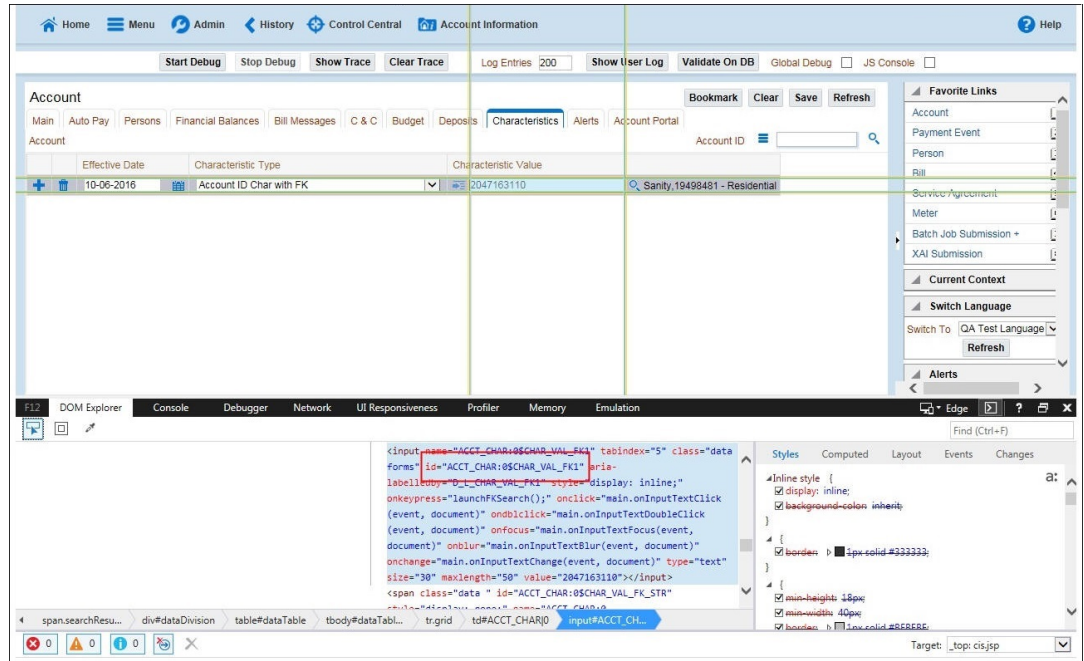 Home Menu Admin History Control Central Account Information Help
Start Debug Stop Debug Show Trace Clear Trace Log Entries 200 Show User Log Validate On DB Global Debug JS Console
Account Bookmark Clear Save Refresh
Main Auto Pay Persons Financial Balances Bill Messages C & C Budget Deposits Characteristics Alerts Account Portal
Account Account ID
Effective Date Characteristic Type Characteristic Value
10-06-2016 Account ID Char with FK 2047163110 Sanity,19498481 - Residential
Favorite Links
Account
Payment Event
Person
Bill
Service Agreement
Meter
Batch Job Submission +
XAI Submission
Current Context
Switch Language
Switch To QA Test Language
Refresh
Alerts
F12 DOM Explorer Console Debugger Network UI Responsiveness Profiler Memory Emulation Edge ?
Find (Ctrl+F)
<input name="ACCT_CHAR:0$CHAR_VAL_FK1" tabindex="5" class="data
forms" id="ACCT_CHAR:0$CHAR_VAL_FK1" aria-
labelledby="D_L_CHAR_VAL_FK1" style="display: inline;"
onkeypress="launchFKSearch();" onclick="main.onInputTextClick
(event, document)" ondblclick="main.onInputTextDoubleClick
(event, document)" onfocus="main.onInputTextFocus(event,
document)" onblur="main.onInputTextBlur(event, document)"
onchange="main.onInputTextChange(event, document)" type="text"
size="30" maxlength="50" value="2047163110"></input>
<span class="data " id="ACCT_CHAR:0$CHAR_VAL_FK_STR"
style="display: none;" name="ACCT_CHAR:0
Styles Computed Layout Events Changes
Inline style { a:
display: inline;
background-color: inherit;
}
{
border: 1px solid #333333;
}
{
min-height: 18px;
min-width: 40px;
border: 1px solid #BFBFBF;
span.searchResu... div#dataDivision table#dataTable tbody#dataTabl... tr.grid td#ACCT_CHAR|0 input#ACCT_CH...
0 0 0 Target: _top: cis.jsp